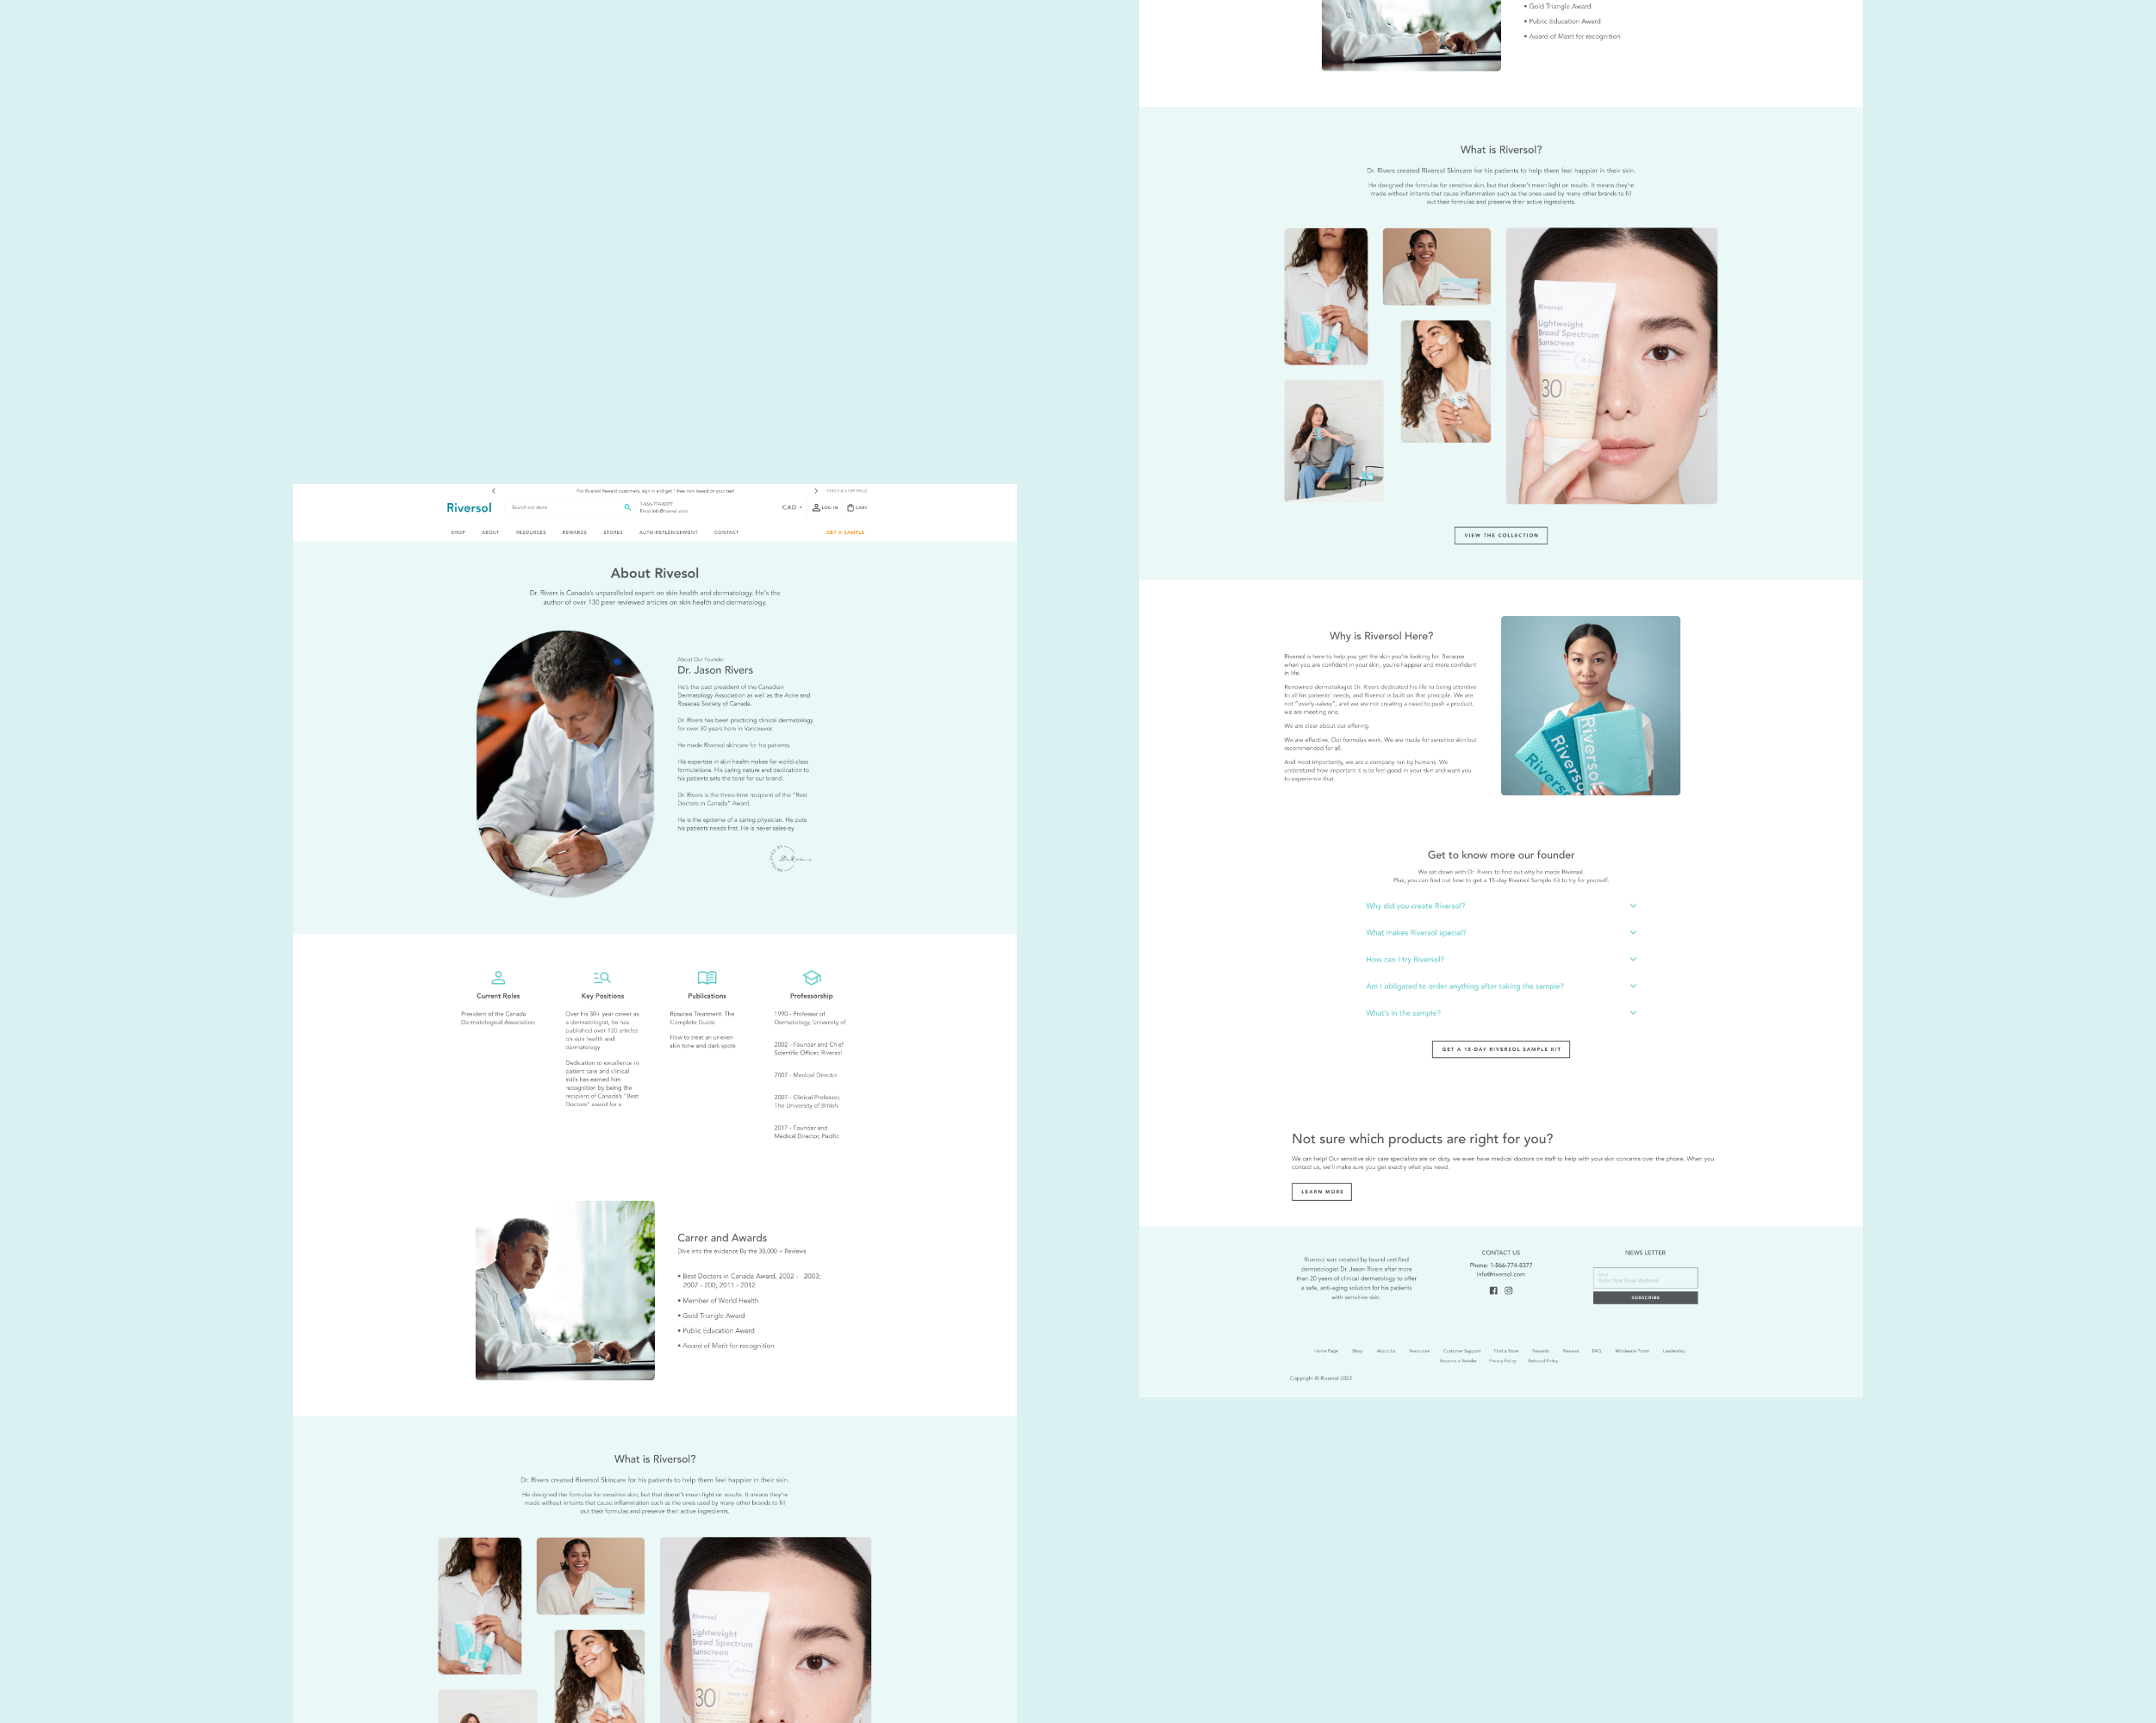 For Riversol Reward customers, sign in and get 1 free mini based on your tier!
Riversol
Search our store
1-866-774-8377
Email info@riversol.com
CAD
LOG IN
CART
SHOP
ABOUT
RESOURCES
REWARDS
STORES
AUTO-REPLENISHMENT
CONTACT
GET A SAMPLE
About Rivesol
Dr. Rivers is Canada's unparalleled expert on skin health and dermatology. He's the
author of over 130 peer reviewed articles on skin health and dermatology.
About Our Founder
Dr. Jason Rivers
He's the past president of the Canadian
Dermatology Association as well as the Acne and
Rosacea Society of Canada.
Dr. Rivers has been practicing clinical dermatology
for over 30 years here in Vancouver.
He made Riversol skincare for his patients.
His expertise in skin health makes for world-class
formulations. His caring nature and dedication to
his patients sets the tone for our brand.
Dr. Rivers is the three-time recipient of the "Best
Doctors in Canada" Award.
He is the epitome of a caring physician. He puts
his patients needs first. He is never sales-ey.
Current Roles
President of the Canada
Dermatological Association
Key Positions
Over his 30+ year career as
a dermatologist, he has
published over 130 articles
on skin health and
dermatology
Dedication to excellence in
patient care and clinical
skills has earned him
recognition by being the
recipient of Canada's "Best
Doctors" award for a
Publications
Rosacea Treatment: The
Complete Guide
How to treat an uneven
skin tone and dark spots
Professorship
1990 - Professor of
Dermatology, University of
2002 - Founder and Chief
Scientific Officer, Riversol
2007 - Medical Director
2007 - Clinical Professor,
The University of British
2017 - Founder and
Medical Director, Pacific
Carrer and Awards
Dive into the evidence By the 30,000 + Reviews
• Best Doctors in Canada Award, 2002 - 2003;
2007 - 200; 2011 - 2012
• Member of World Health
• Gold Triangle Award
• Public Education Award
• Award of Merit for recognition
What is Riversol?
Dr. Rivers created Riversol Skincare for his patients to help them feel happier in their skin.
He designed the formulas for sensitive skin, but that doesn't mean light on results. It means they're
made without irritants that cause inflammation such as the ones used by many other brands to fill
out their formulas and preserve their active ingredients.
Riversol
Lightweight
Broad Spectrum
Sunscreen
30
• Gold Triangle Award
• Public Education Award
• Award of Merit for recognition
What is Riversol?
Dr. Rivers created Riversol Skincare for his patients to help them feel happier in their skin.
He designed the formulas for sensitive skin, but that doesn't mean light on results. It means they're
made without irritants that cause inflammation such as the ones used by many other brands to fill
out their formulas and preserve their active ingredients.
Riversol
Lightweight
Broad Spectrum
Sunscreen
30
VIEW THE COLLECTION
Why is Riversol Here?
Riversol is here to help you get the skin you're looking for. Because
when you are confident in your skin, you're happier and more confident
in life.
Renowned dermatologist Dr. Rivers dedicated his life to being attentive
to all his patients' needs, and Riversol is built on that principle. We are
not "overly-salesy", and we are not creating a need to push a product,
we are meeting one.
We are clear about our offering.
We are effective. Our formulas work. We are made for sensitive skin but
recommended for all.
And most importantly, we are a company run by humans. We
understand how important it is to feel good in your skin and want you
to experience that.
Riversol
Riversol
Riversol
Get to know more our founder
We sat down with Dr. Rivers to find out why he made Riversol.
Plus, you can find out how to get a 15-day Riversol Sample Kit to try for yourself.
Why did you create Riversol?
What makes Riversol special?
How can I try Riversol?
Am I obligated to order anything after taking the sample?
What's in the sample?
GET A 15-DAY RIVERSOL SAMPLE KIT
Not sure which products are right for you?
We can help! Our sensitive skin care specialists are on duty, we even have medical doctors on staff to help with your skin concerns over the phone. When you
contact us, we'll make sure you get exactly what you need.
LEARN MORE
Riversol was created by board-certified
dermatologist Dr. Jason Rivers after more
than 20 years of clinical dermatology to offer
a safe, anti-aging solution for his patients
with sensitive skin.
CONTACT US
Phone: 1-866-774-8377
info@riversol.com
NEWS LETTER
Enter Your Email Address
SUBSCRIBE
Home Page
Shop
About Us
Resources
Customer Support
Find a Store
Rewards
Reviews
FAQ
Wholesale Portal
Leadership
Become a Retailer
Privacy Policy
Refound Policy
Copyright © Riversol 2022